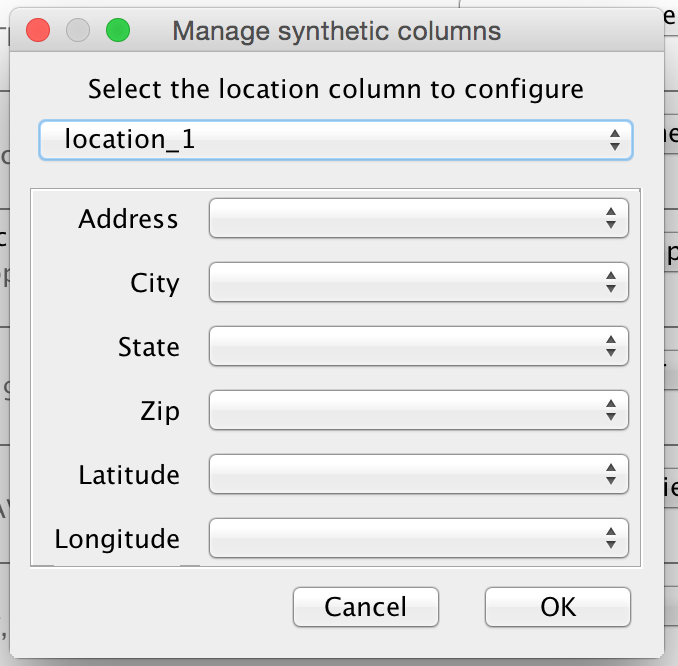 Manage synthetic columns
Select the location column to configure
location_1
Address
City
State
Zip
Latitude
Longitude
Cancel
OK